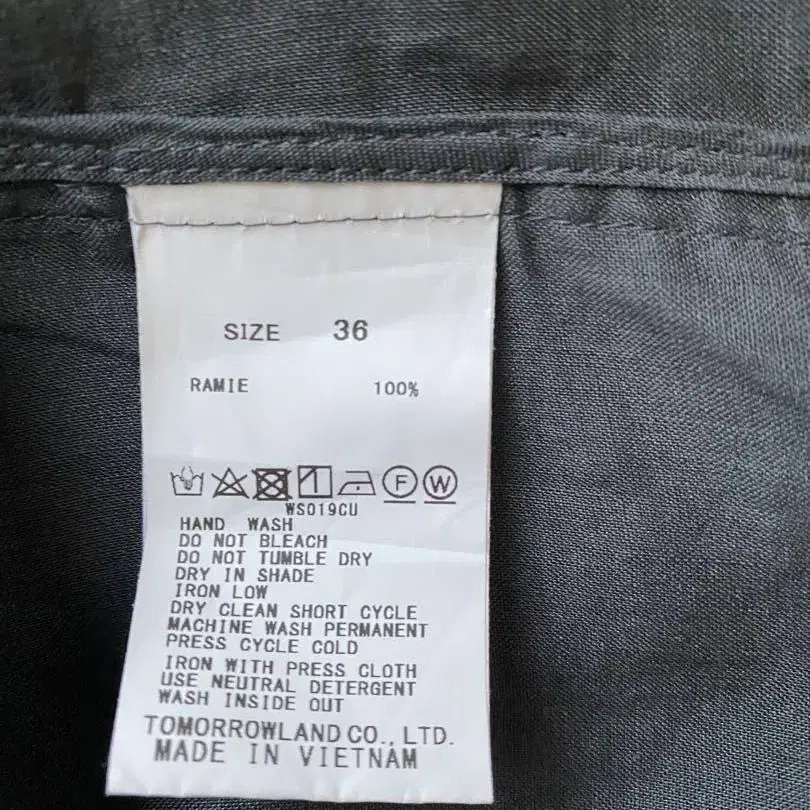 SIZE 36
RAMIE 100%
F W
WS019CU
HAND WASH
DO NOT BLEACH
DO NOT TUMBLE DRY
DRY IN SHADE
IRON LOW
DRY CLEAN SHORT CYCLE
MACHINE WASH PERMANENT
PRESS CYCLE COLD
IRON WITH PRESS CLOTH
USE NEUTRAL DETERGENT
WASH INSIDE OUT
TOMORROWLAND CO., LTD.
MADE IN VIETNAM